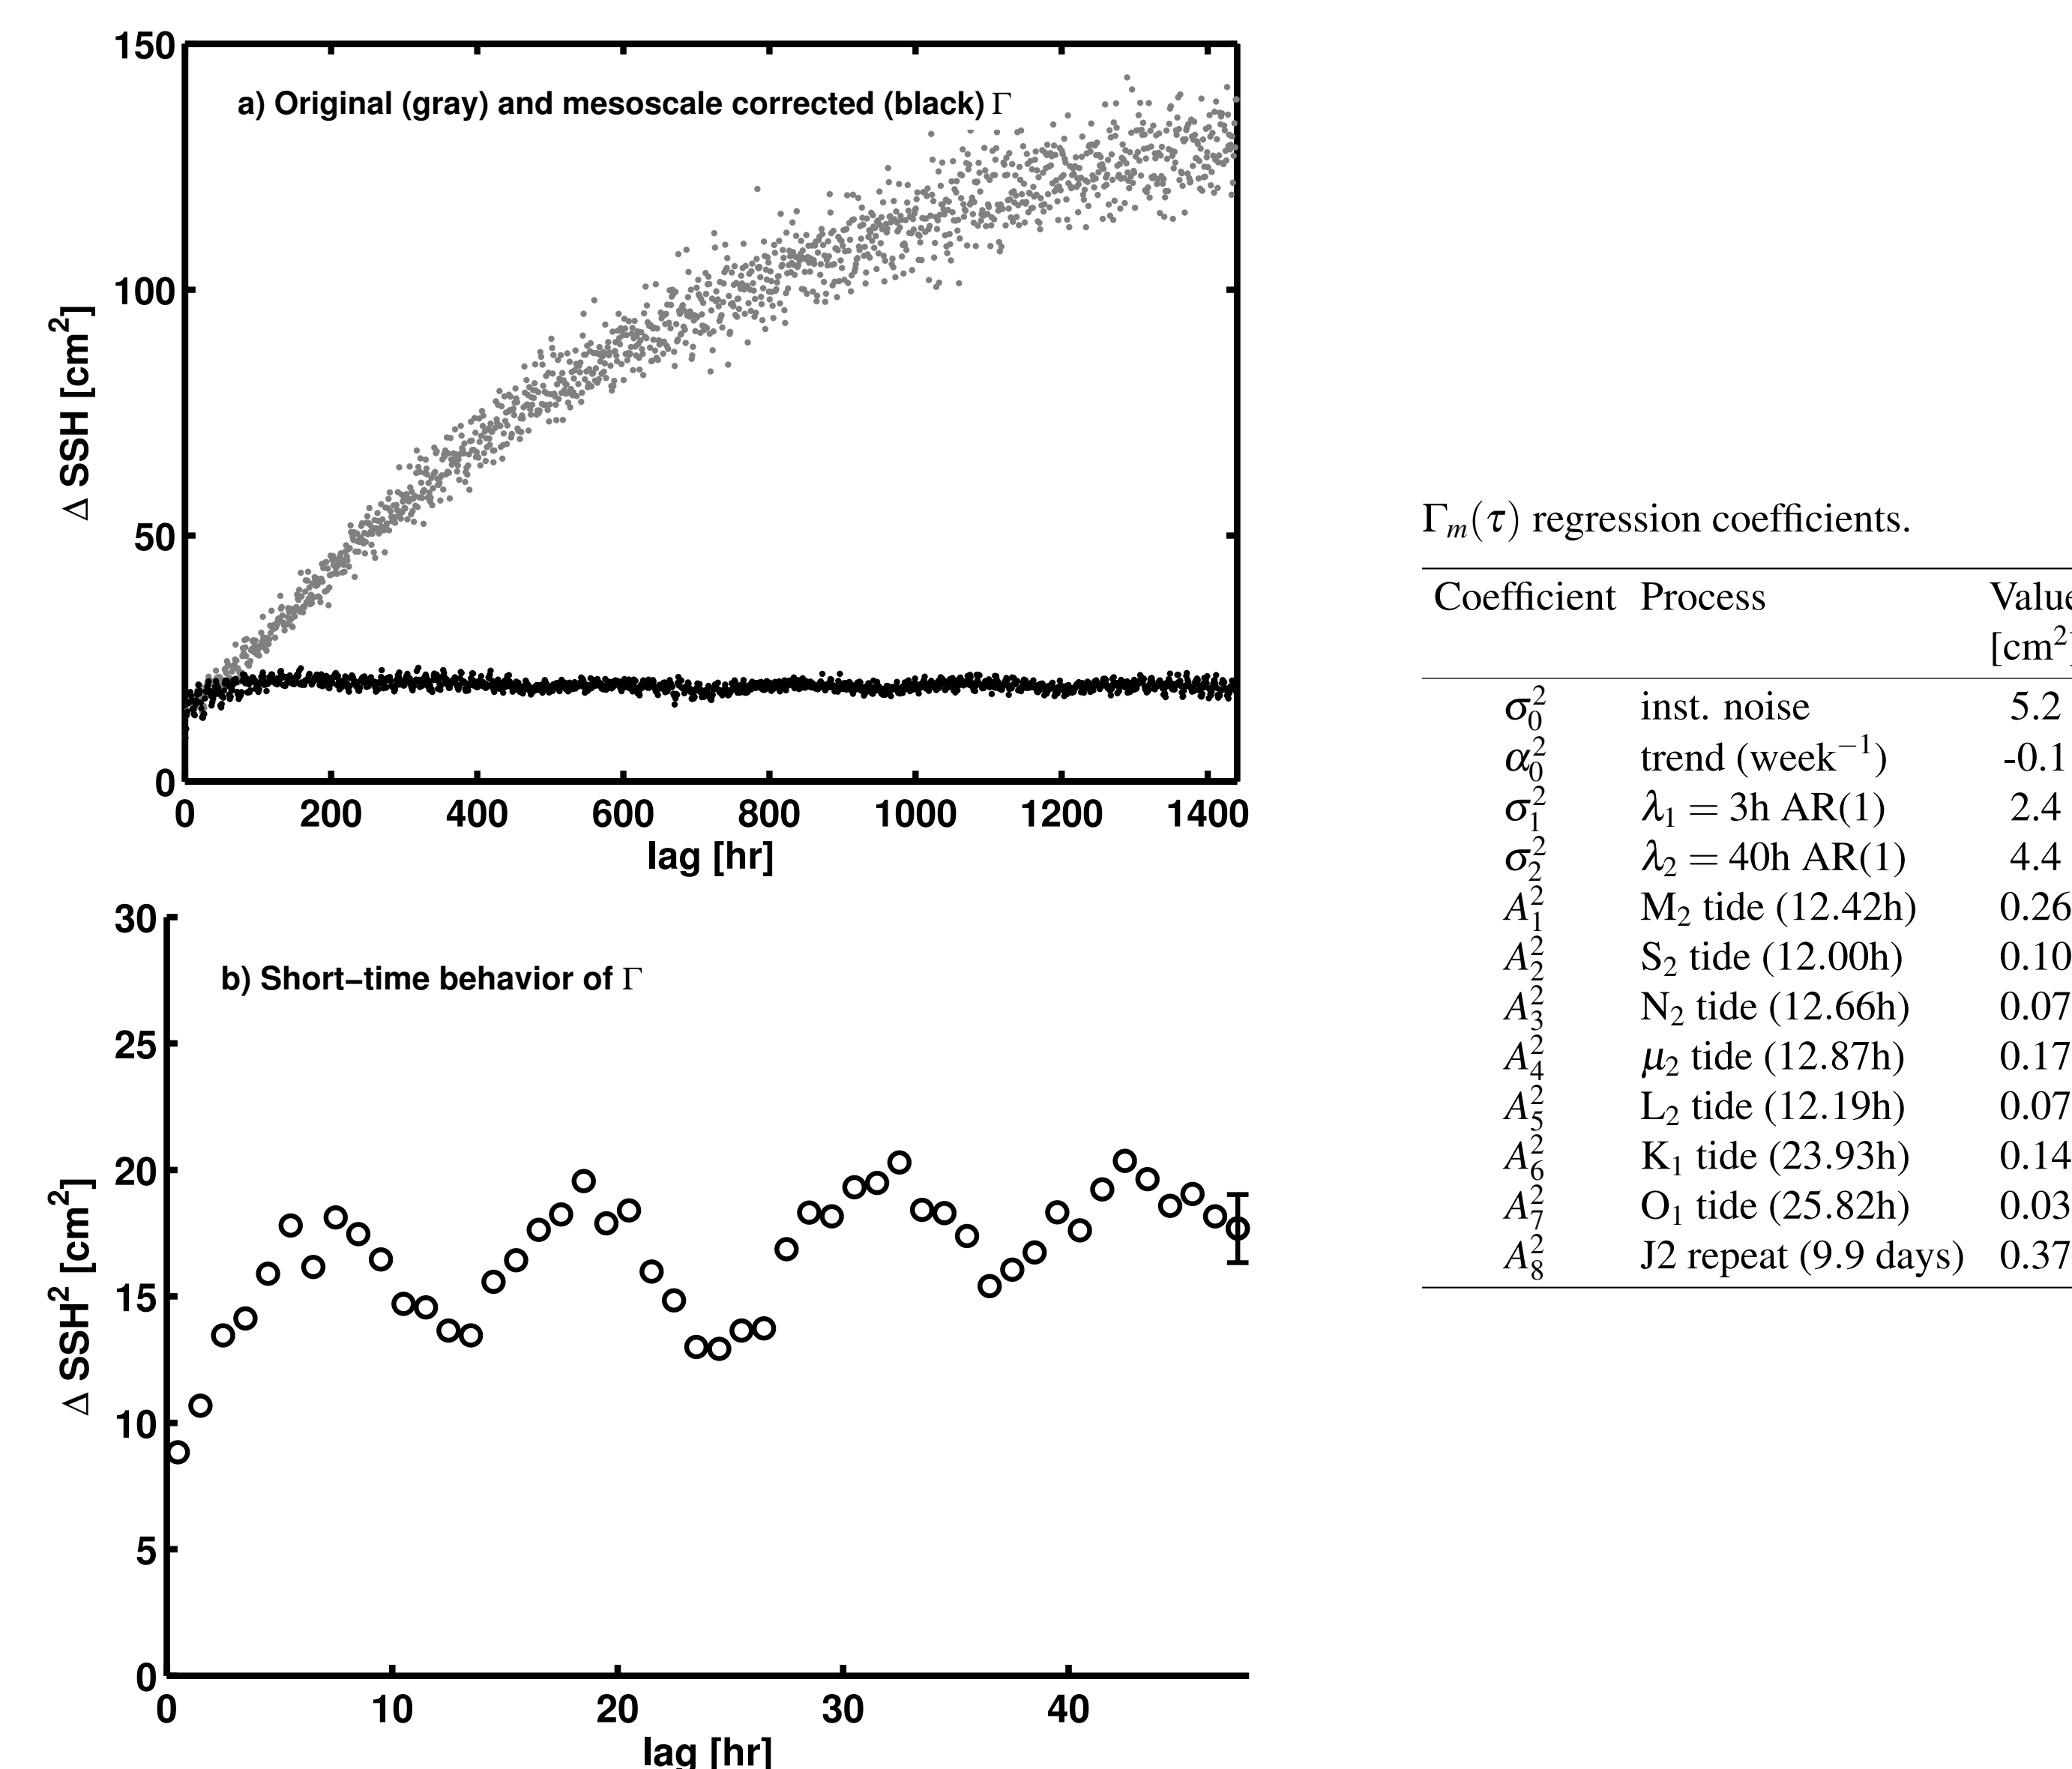 150
100
50
0
a) Original (gray) and mesoscale corrected (black) Γ
Δ SSH [cm²]
0 200 400 600 800 1000 1200 1400
lag [hr]
30
25
20
15
10
5
0
b) Short–time behavior of Γ
Δ SSH² [cm²]
0 10 20 30 40
lag [hr]
Γₘ(τ) regression coefficients.
Coefficient Process Value
[cm²]
σ₀² inst. noise 5.2
α₀² trend (week⁻¹) -0.1
σ₁² λ₁ = 3h AR(1) 2.4
σ₂² λ₂ = 40h AR(1) 4.4
A₁² M₂ tide (12.42h) 0.26
A₂² S₂ tide (12.00h) 0.10
A₃² N₂ tide (12.66h) 0.07
A₄² μ₂ tide (12.87h) 0.17
A₅² L₂ tide (12.19h) 0.07
A₆² K₁ tide (23.93h) 0.14
A₇² O₁ tide (25.82h) 0.03
A₈² J2 repeat (9.9 days) 0.37